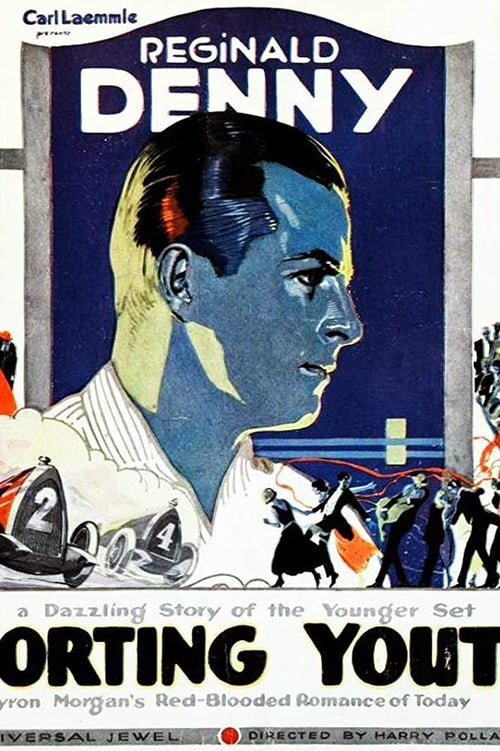 Carl Laemmle
presents
REGINALD
DENNY
2
4
a Dazzling Story of the Younger Set
ORTING YOUT
yron Morgan's Red-Blooded Romance of Today
IVERSAL JEWEL DIRECTED BY HARRY POLLA